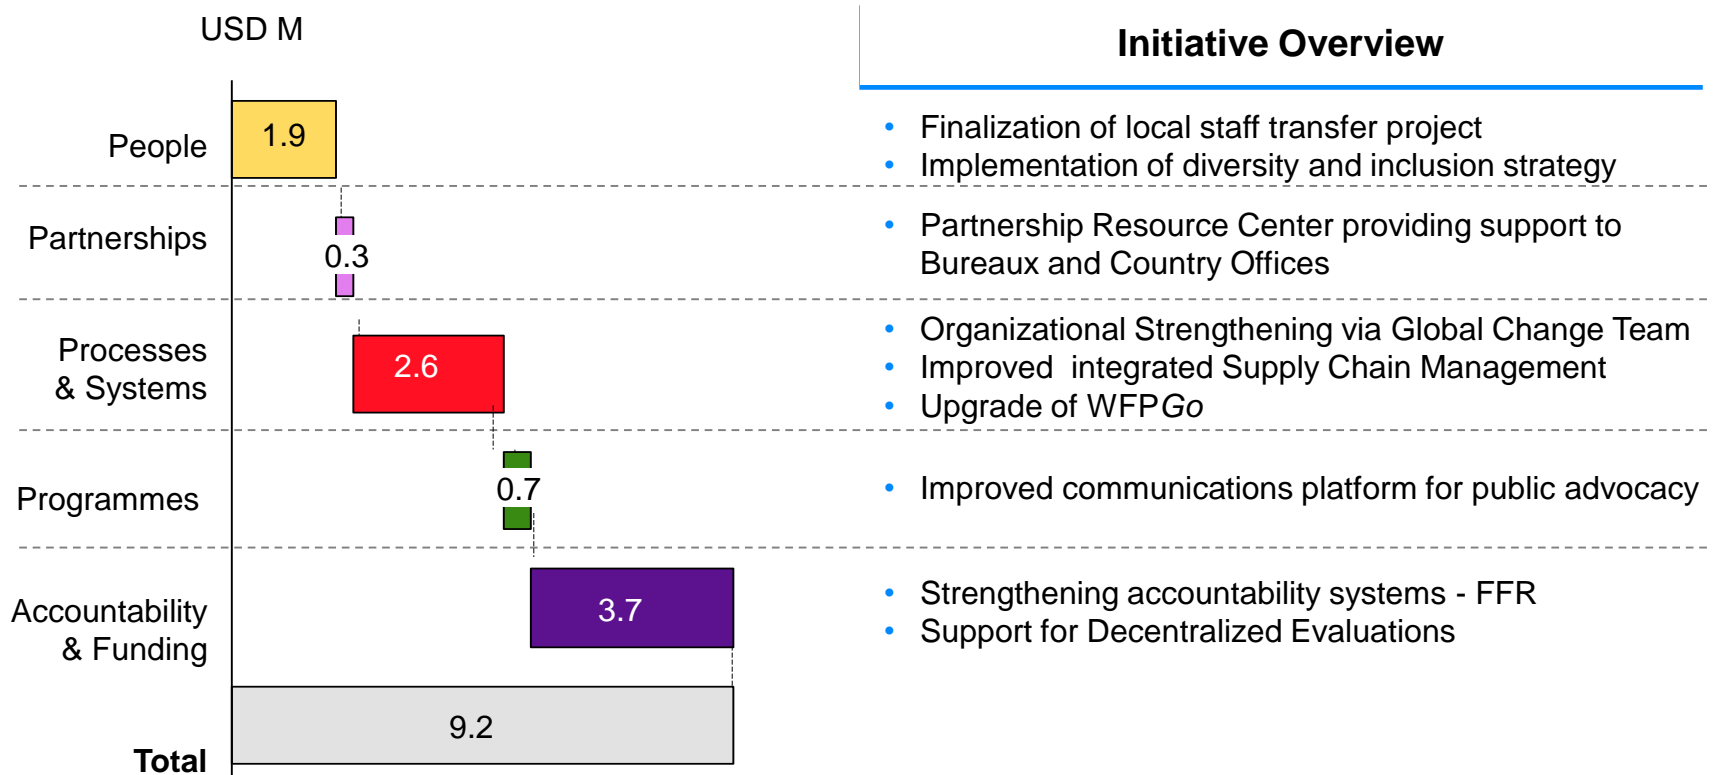 USD M
Initiative Overview
People
1.9
• Finalization of local staff transfer project
• Implementation of diversity and inclusion strategy
Partnerships
0.3
• Partnership Resource Center providing support to
Bureaux and Country Offices
Processes
& Systems
2.6
• Organizational Strengthening via Global Change Team
• Improved  integrated Supply Chain Management
• Upgrade of WFPGo
Programmes
0.7
• Improved communications platform for public advocacy
Accountability
& Funding
3.7
• Strengthening accountability systems - FFR
• Support for Decentralized Evaluations
Total
9.2